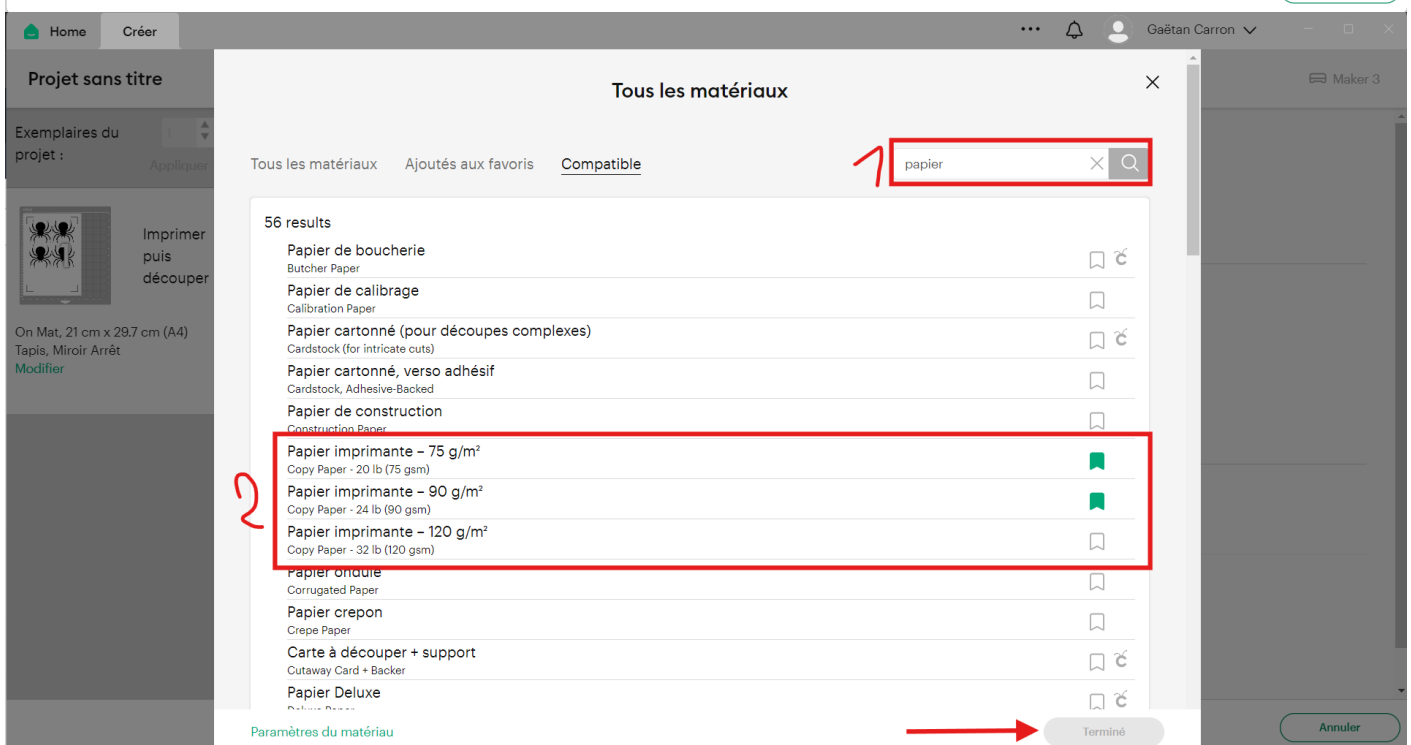 Home
Créer
Gaëtan Carron
Projet sans titre
Maker 3
Tous les matériaux
Exemplaires du
projet :
1
Appliquer
Tous les matériaux
Ajoutés aux favoris
Compatible
1
papier
56 results
Papier de boucherie
Butcher Paper
Imprimer
puis
découper
Papier de calibrage
Calibration Paper
On Mat, 21 cm x 29.7 cm (A4)
Tapis, Miroir Arrêt
Modifier
Papier cartonné (pour découpes complexes)
Cardstock (for intricate cuts)
Papier cartonné, verso adhésif
Cardstock, Adhesive-Backed
Papier de construction
Construction Paper
2
Papier imprimante – 75 g/m²
Copy Paper - 20 lb (75 gsm)
Papier imprimante – 90 g/m²
Copy Paper - 24 lb (90 gsm)
Papier imprimante – 120 g/m²
Copy Paper - 32 lb (120 gsm)
Papier ondulé
Corrugated Paper
Papier crepon
Crepe Paper
Carte à découper + support
Cutaway Card + Backer
Papier Deluxe
Deluxe Paper
Paramètres du matériau
Terminé
Annuler